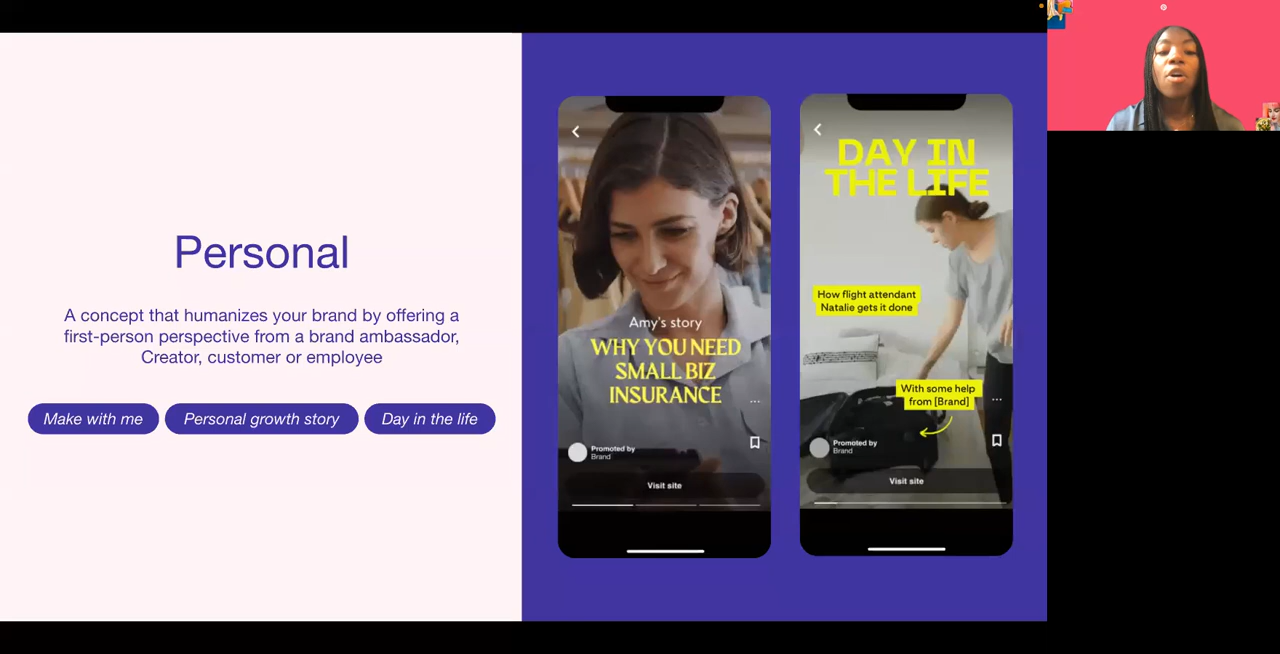 Personal
A concept that humanizes your brand by offering a
first-person perspective from a brand ambassador,
Creator, customer or employee
Make with me
Personal growth story
Day in the life
Amy's story
WHY YOU NEED
SMALL BIZ
INSURANCE
Promoted by
Brand
Visit site
DAY IN
THE LIFE
How flight attendant
Natalie gets it done
With some help
from [Brand]
Promoted by
Brand
Visit site